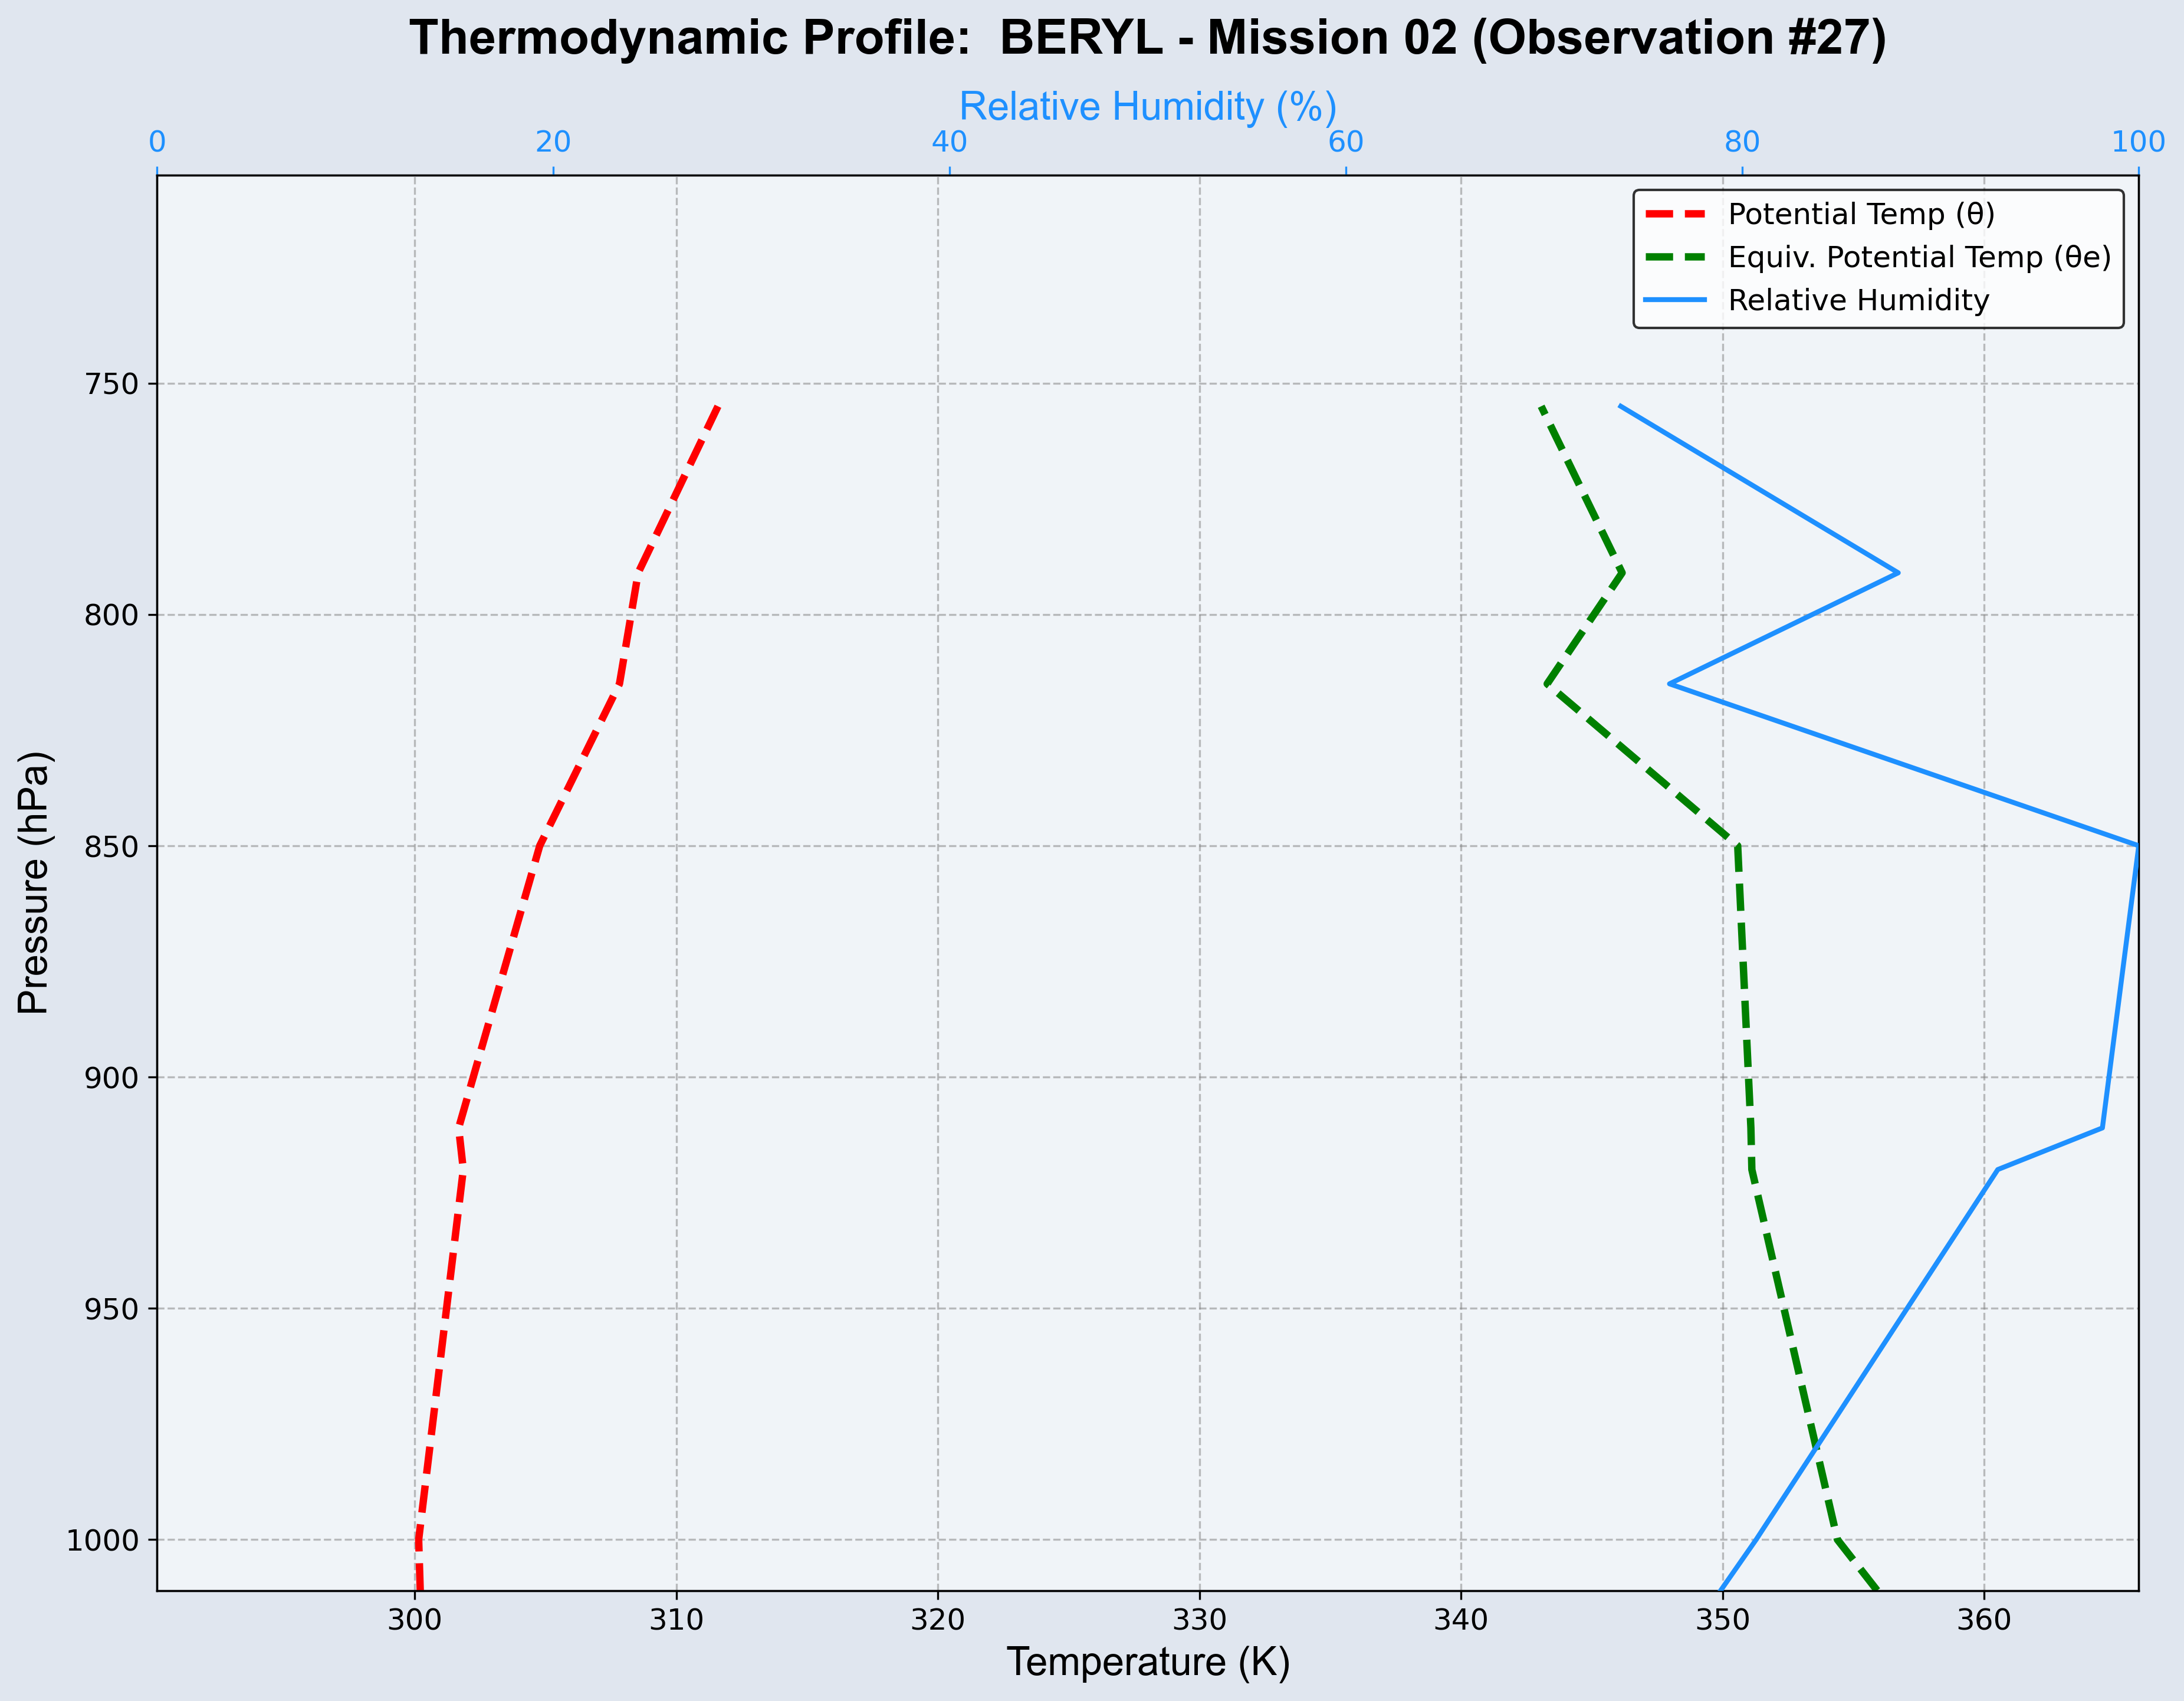 Thermodynamic Profile:  BERYL - Mission 02 (Observation #27)
Relative Humidity (%)
0 20 40 60 80 100
Potential Temp (θ)
Equiv. Potential Temp (θe)
Relative Humidity
750
800
850
900
950
1000
Pressure (hPa)
300 310 320 330 340 350 360
Temperature (K)